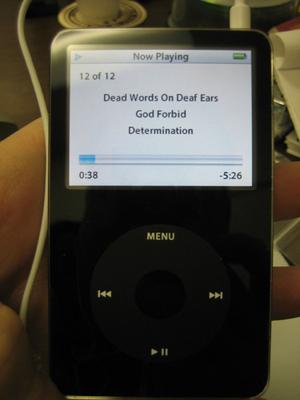 Now Playing
12 of 12
Dead Words On Deaf Ears
God Forbid
Determination
0:38 -5:26
MENU